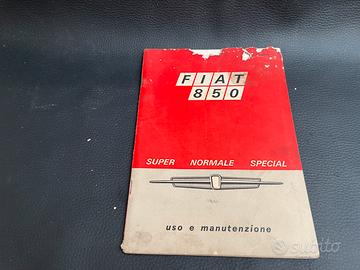 FIAT
850
SUPER NORMALE SPECIAL
uso e manutenzione
subito